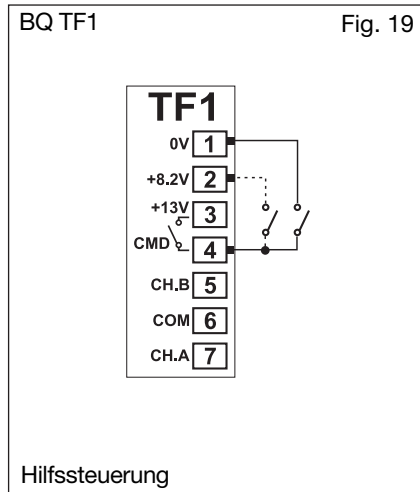 BQ TF1 Fig. 19
TF1
0V 1
+8.2V 2
+13V 3
CMD 4
CH.B 5
COM 6
CH.A 7
Hilfssteuerung